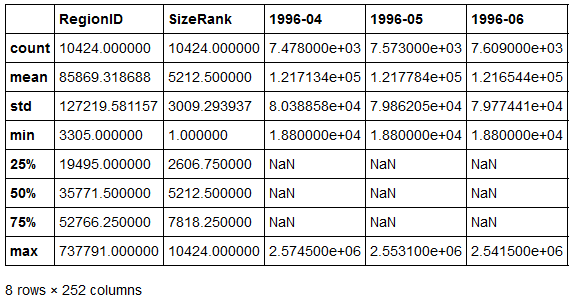 RegionID SizeRank 1996-04 1996-05 1996-06
count 10424.000000 10424.000000 7.478000e+03 7.573000e+03 7.609000e+03
mean 85869.318688 5212.500000 1.217134e+05 1.217784e+05 1.216544e+05
std 127219.581157 3009.293937 8.038858e+04 7.986205e+04 7.977441e+04
min 3305.000000 1.000000 1.880000e+04 1.880000e+04 1.880000e+04
25% 19495.000000 2606.750000 NaN NaN NaN
50% 35771.500000 5212.500000 NaN NaN NaN
75% 52766.250000 7818.250000 NaN NaN NaN
max 737791.000000 10424.000000 2.574500e+06 2.553100e+06 2.541500e+06
8 rows × 252 columns